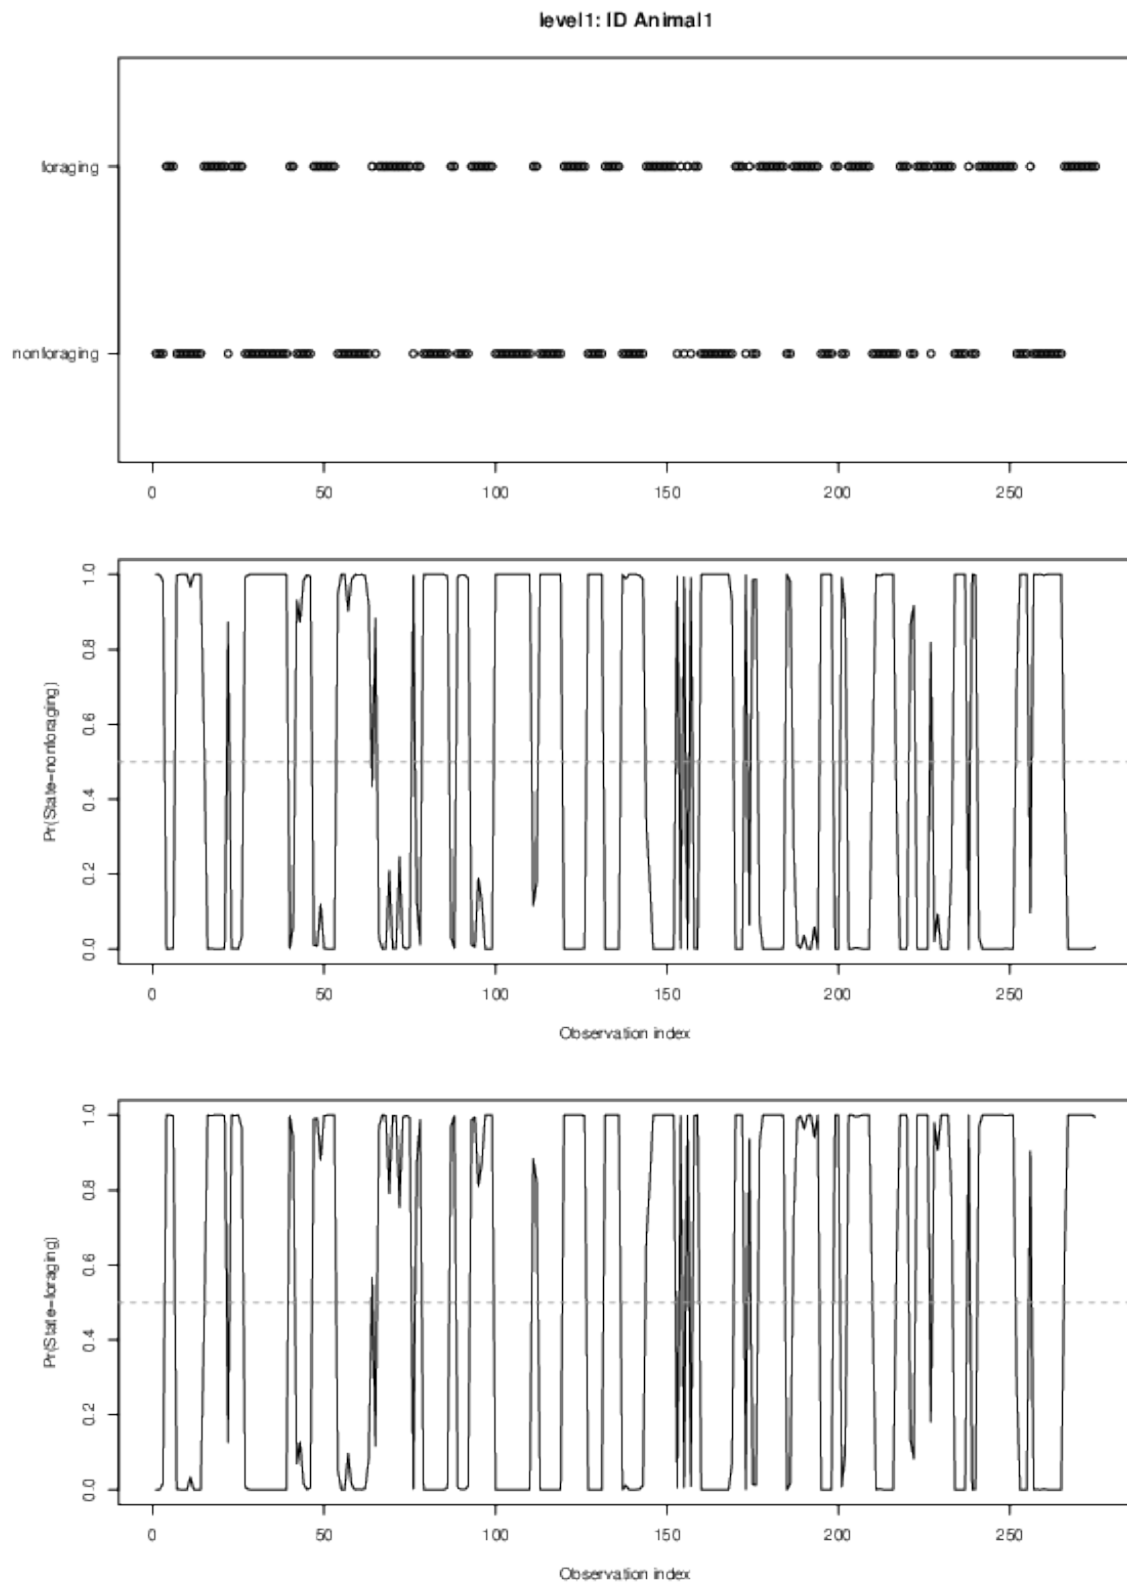 level1: ID Animal1
foraging
nonforaging
0 50 100 150 200 250
1.0
0.8
0.6
0.4
0.2
0.0
Pr(State=nonforaging)
0 50 100 150 200 250
Observation index
1.0
0.8
0.6
0.4
0.2
0.0
Pr(State=foraging)
0 50 100 150 200 250
Observation index